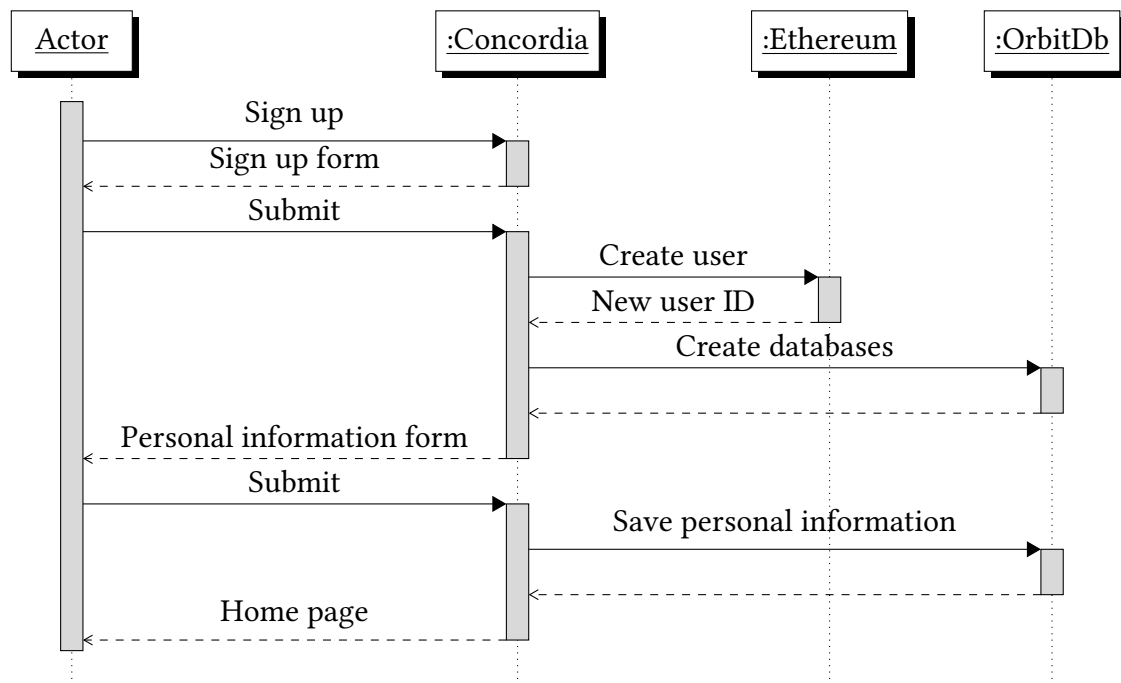 Actor
:Concordia
:Ethereum
:OrbitDb
Sign up
Sign up form
Submit
Create user
New user ID
Create databases
Personal information form
Submit
Save personal information
Home page